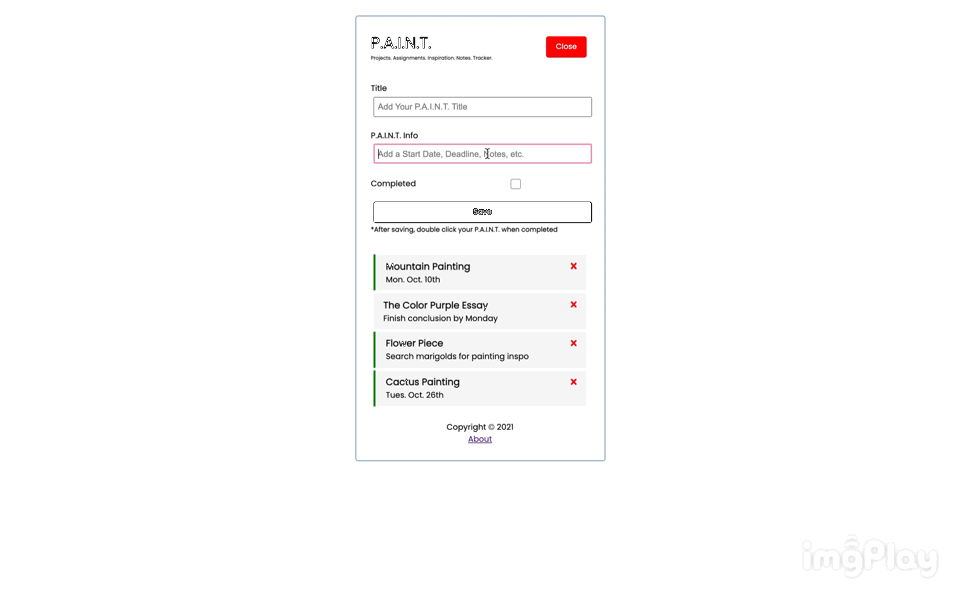 P.A.I.N.T.
Close
Projects. Assignments. Inspiration. Notes. Tracker.
Title
Add Your P.A.I.N.T. Title
P.A.I.N.T. Info
Add a Start Date, Deadline, Notes, etc.
Completed
Save
*After saving, double click your P.A.I.N.T. when completed
Mountain Painting
Mon. Oct. 10th
The Color Purple Essay
Finish conclusion by Monday
Flower Piece
Search marigolds for painting inspo
Cactus Painting
Tues. Oct. 26th
Copyright © 2021
About
imgPlay